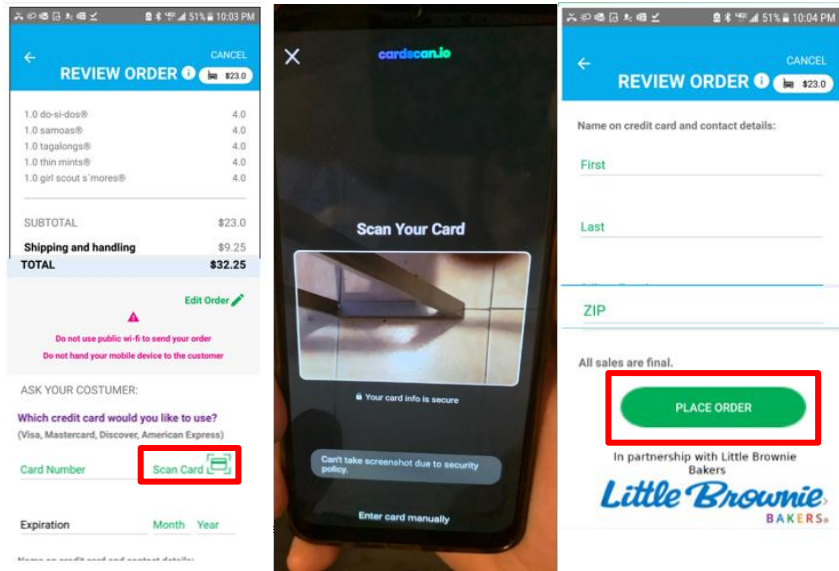 51% 10:03 PM
CANCEL
REVIEW ORDER
$23.0
1.0 do-si-dos® 4.0
1.0 samoas® 4.0
1.0 tagalongs® 4.0
1.0 thin mints® 4.0
1.0 girl scout s´mores® 4.0
SUBTOTAL $23.0
Shipping and handling $9.25
TOTAL $32.25
Edit Order
Do not use public wi-fi to send your order
Do not hand your mobile device to the customer
ASK YOUR COSTUMER:
Which credit card would you like to use?
(Visa, Mastercard, Discover, American Express)
Card Number Scan Card
Expiration Month Year
cardscan.io
Scan Your Card
Your card info is secure
Can't take screenshot due to security
policy.
Enter card manually
51% 10:04 PM
CANCEL
REVIEW ORDER
$23.0
Name on credit card and contact details:
First
Last
ZIP
All sales are final.
PLACE ORDER
In partnership with Little Brownie
Bakers
Little Brownie
BAKERS®